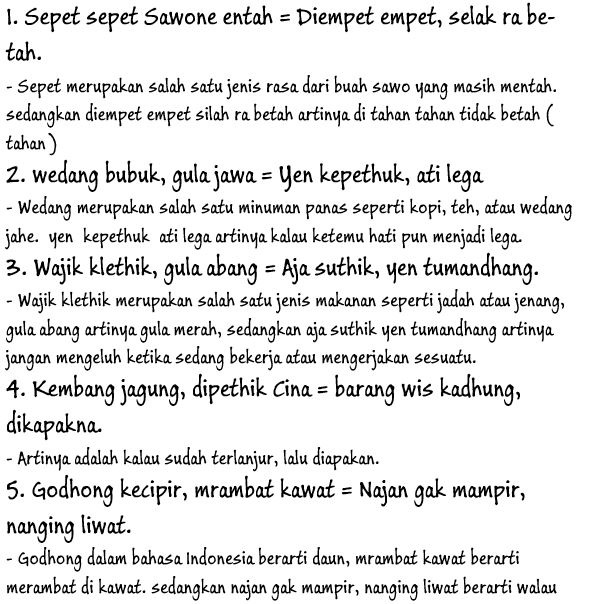 1. Sepet sepet Sawone entah = Diempet empet, selak ra be-
tah.
- Sepet merupakan salah satu jenis rasa dari buah sawo yang masih mentah.
sedangkan diempet empet silah ra betah artinya di tahan tahan tidak betah (
tahan )
2. wedang bubuk, gula jawa = Yen kepethuk, ati lega
- Wedang merupakan salah satu minuman panas seperti kopi, teh, atau wedang
jahe. yen kepethuk ati lega artinya kalau ketemu hati pun menjadi lega.
3. Wajik klethik, gula abang = Aja suthik, yen tumandhang.
- Wajik klethik merupakan salah satu jenis makanan seperti jadah atau jenang,
gula abang artinya gula merah, sedangkan aja suthik yen tumandhang artinya
jangan mengeluh ketika sedang bekerja atau mengerjakan sesuatu.
4. Kembang jagung, dipethik Cina = barang wis kadhung,
dikapakna.
- Artinya adalah kalau sudah terlanjur, lalu diapakan.
5. Godhong kecipir, mrambat kawat = Najan gak mampir,
nanging liwat.
- Godhong dalam bahasa Indonesia berarti daun, mrambat kawat berarti
merambat di kawat. sedangkan najan gak mampir, nanging liwat berarti walau